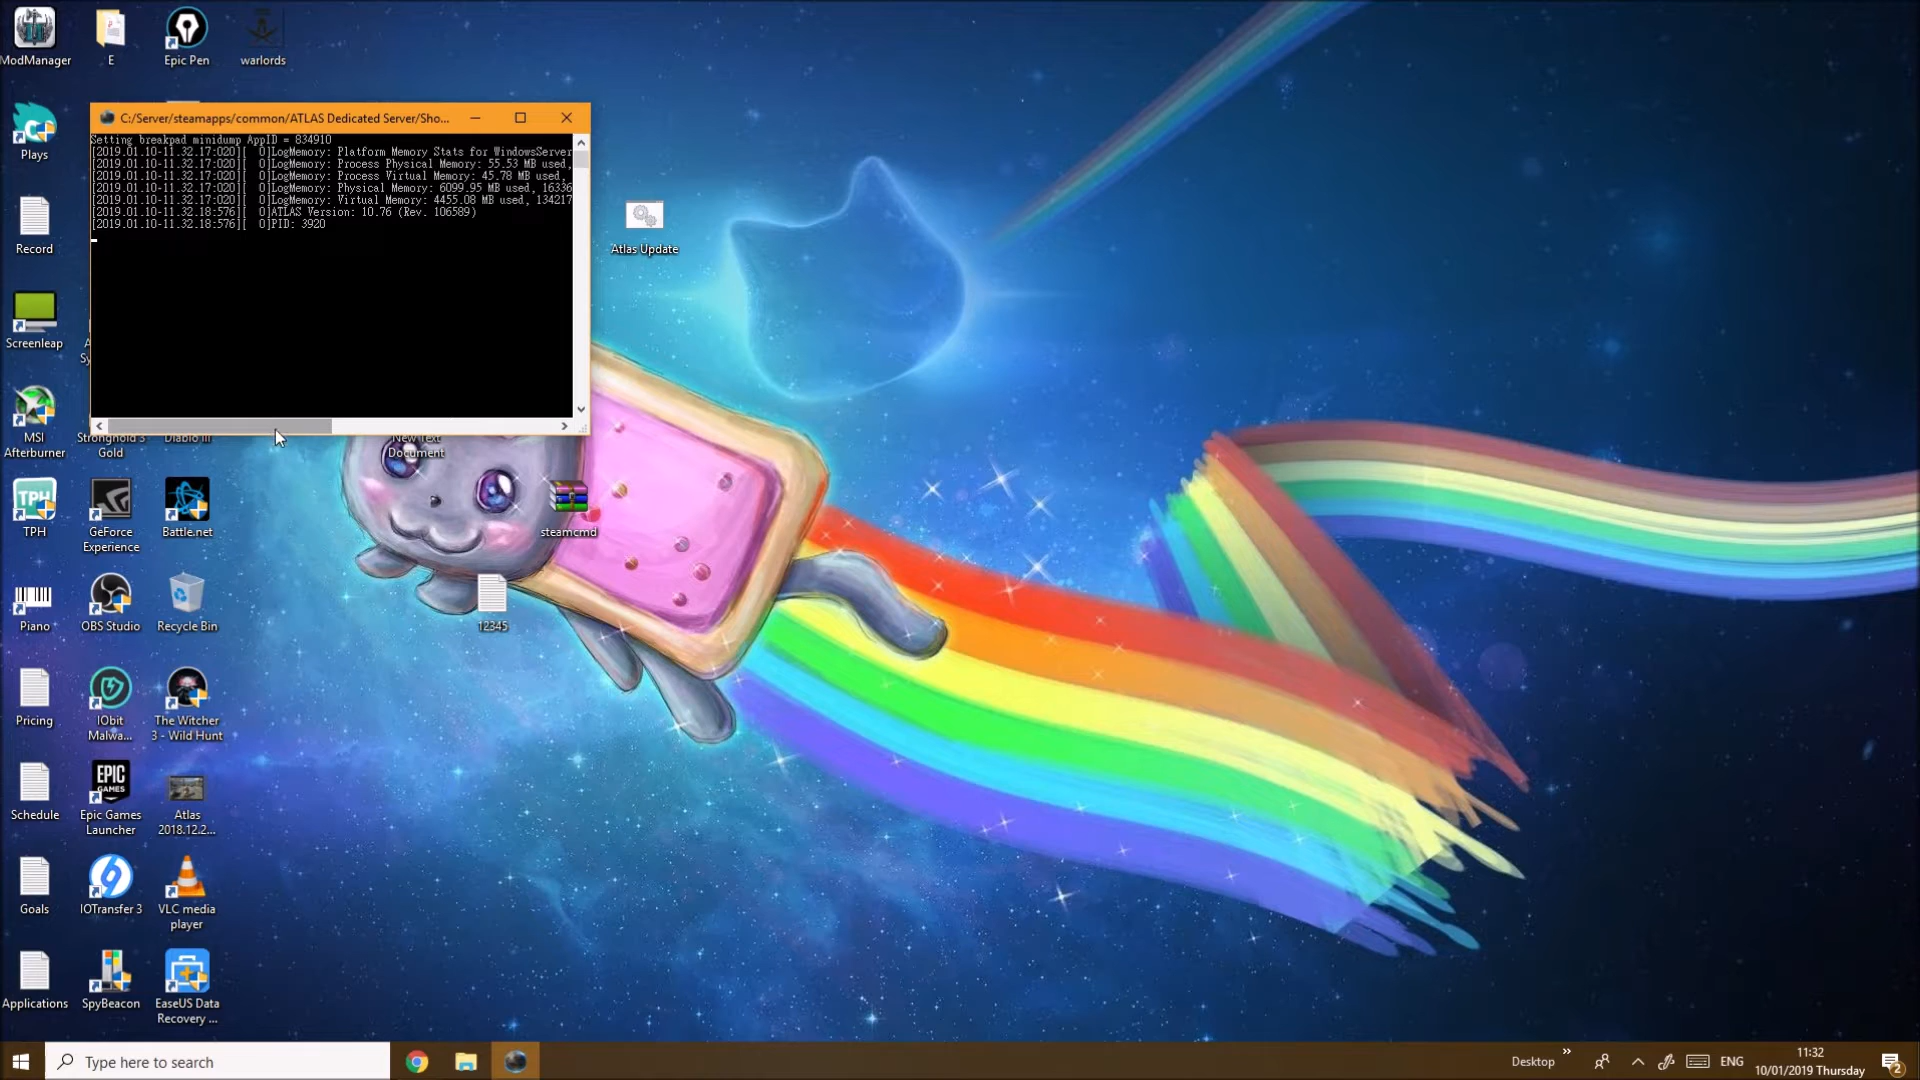 ModManager
E
Epic Pen
warlords
C:/Server/steamapps/common/ATLAS Dedicated Server/Sho...
Setting breakpad minidump AppID = 834910
[2019.01.10-11.32.17:020][  0]LogMemory: Platform Memory Stats for WindowsServer
[2019.01.10-11.32.17:020][  0]LogMemory: Process Physical Memory: 55.53 MB used,
[2019.01.10-11.32.17:020][  0]LogMemory: Process Virtual Memory: 45.78 MB used,
[2019.01.10-11.32.17:020][  0]LogMemory: Physical Memory: 6099.95 MB used, 16336
[2019.01.10-11.32.17:020][  0]LogMemory: Virtual Memory: 4455.08 MB used, 134217
[2019.01.10-11.32.18:576][  0]ATLAS Version: 10.76 (Rev. 106589)
[2019.01.10-11.32.18:576][  0]PID: 3920
Plays
Record
Atlas Update
Screenleap
MSI
Afterburner
Stronghold 3
Gold
Diablo III
New Text
Document
TPH
TPH
GeForce
Experience
Battle.net
steamcmd
Piano
OBS Studio
Recycle Bin
12345
Pricing
IObit
Malwa...
The Witcher
3 - Wild Hunt
Schedule
EPIC
GAMES
Epic Games
Launcher
Atlas
2018.12.2...
Goals
IOTransfer 3
VLC media
player
Applications
SpyBeacon
EaseUS Data
Recovery ...
Type here to search
Desktop
ENG
11:32
10/01/2019 Thursday
2